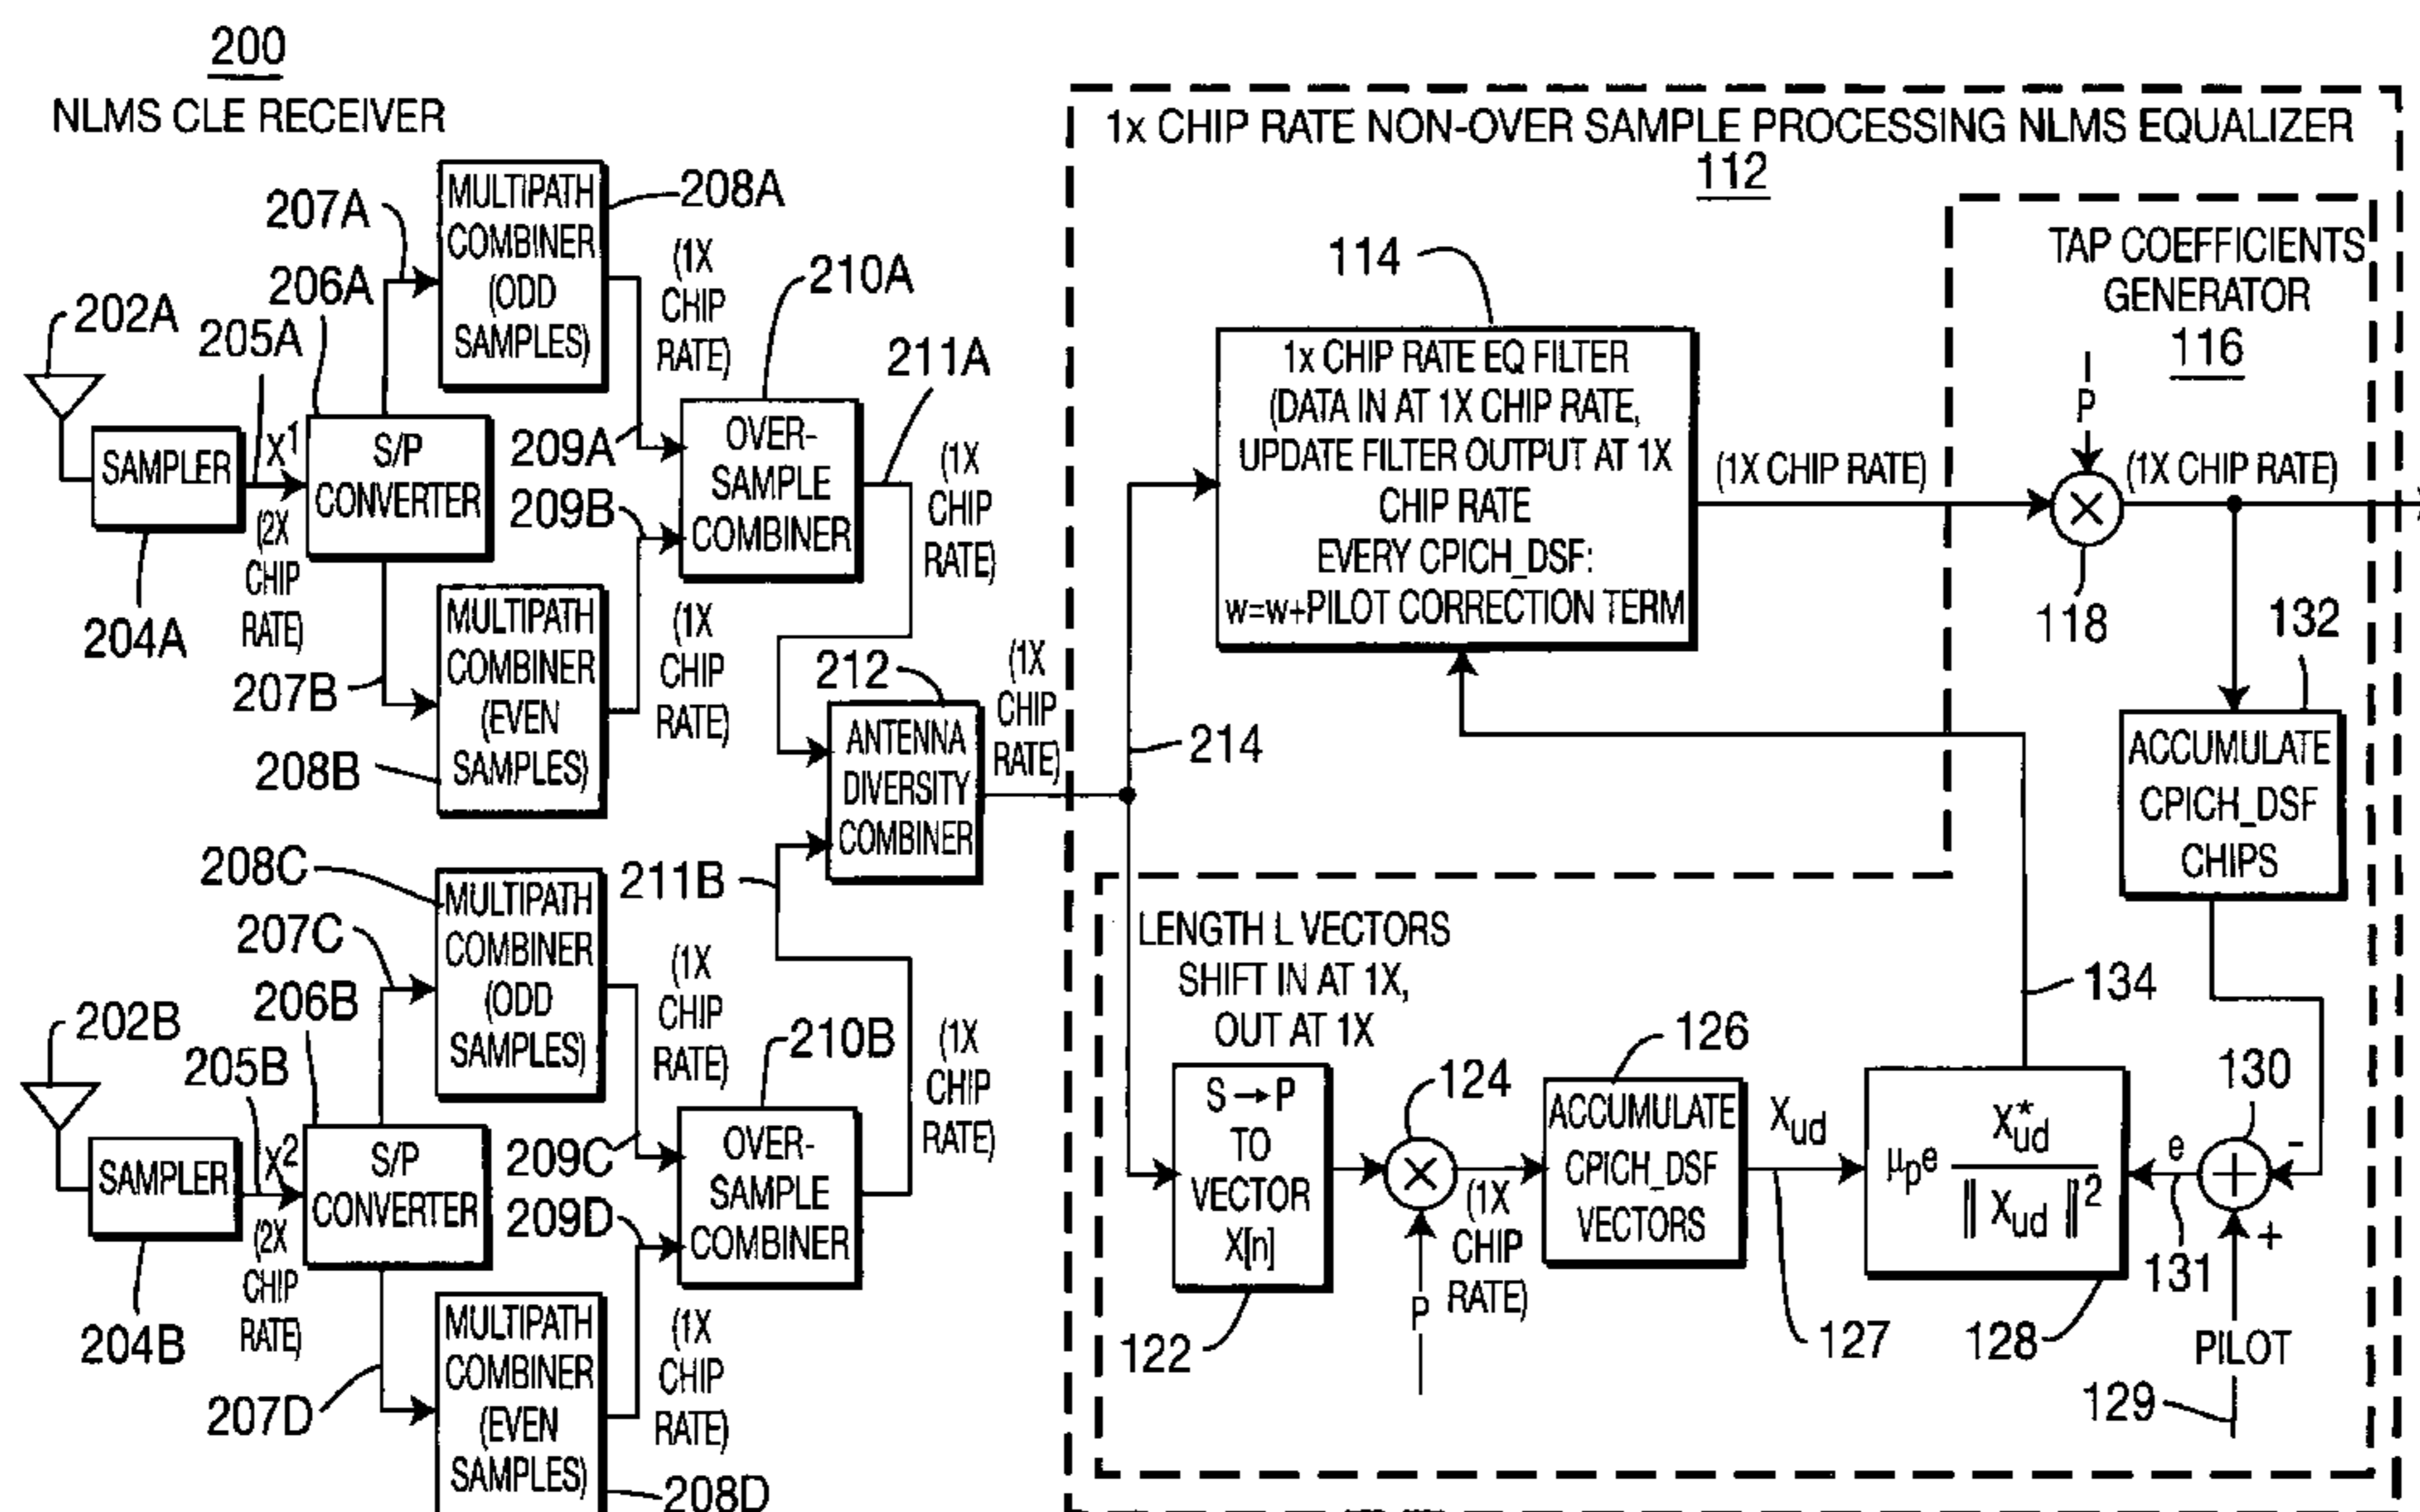 200
NLMS CLE RECEIVER
202A
SAMPLER
204A
205A
X1
(2X
CHIP
RATE)
206A
S/P
CONVERTER
207A
MULTIPATH
COMBINER
(ODD
SAMPLES)
208A
(1X
CHIP
RATE)
209A
207B
MULTIPATH
COMBINER
(EVEN
SAMPLES)
208B
(1X
CHIP
RATE)
209B
OVER-
SAMPLE
COMBINER
210A
211A
(1X
CHIP
RATE)
202B
SAMPLER
204B
205B
X2
(2X
CHIP
RATE)
206B
S/P
CONVERTER
207C
MULTIPATH
COMBINER
(ODD
SAMPLES)
208C
(1X
CHIP
RATE)
209C
207D
MULTIPATH
COMBINER
(EVEN
SAMPLES)
208D
(1X
CHIP
RATE)
209D
OVER-
SAMPLE
COMBINER
210B
211B
(1X
CHIP
RATE)
212
ANTENNA
DIVERSITY
COMBINER
(1X
CHIP
RATE)
214
1x CHIP RATE NON-OVER SAMPLE PROCESSING NLMS EQUALIZER
112
114
1x CHIP RATE EQ FILTER
(DATA IN AT 1X CHIP RATE,
UPDATE FILTER OUTPUT AT 1X
CHIP RATE
EVERY CPICH_DSF:
w=w+PILOT CORRECTION TERM
(1X CHIP RATE)
TAP COEFFICIENTS
GENERATOR
116
P
×
118
(1X CHIP RATE)
132
ACCUMULATE
CPICH_DSF
CHIPS
LENGTH L VECTORS
SHIFT IN AT 1X,
OUT AT 1X
S→P
TO
VECTOR
X[n]
122
124
×
P
(1X
CHIP
RATE)
126
ACCUMULATE
CPICH_DSF
VECTORS
Xud
127
μpe X*ud
‖ Xud ‖2
128
134
e
131
130
+
-
+
PILOT
129